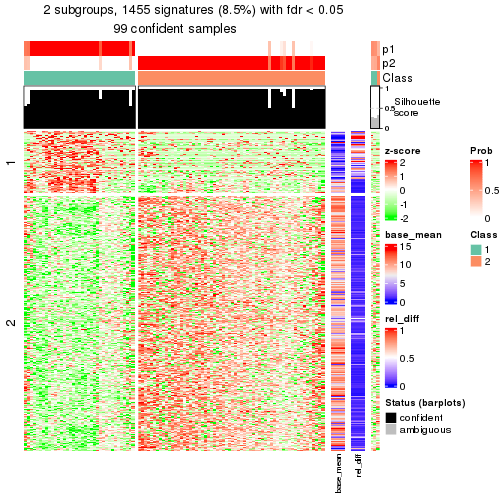 2 subgroups, 1455 signatures (8.5%) with fdr < 0.05
99 confident samples
p1
p2
Class
1
0.5
0
Silhouette
score
1
2
base_mean
rel_diff
z-score
2
1
0
-1
-2
base_mean
15
10
5
0
rel_diff
1
0.5
0
Status (barplots)
confident
ambiguous
Prob
1
0.5
0
Class
1
2